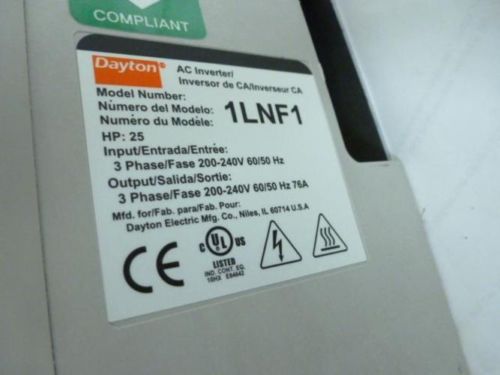 COMPLIANT
Dayton®
AC Inverter/
Inversor de CA/Inverseur CA
Model Number:
Número del Modelo: 1LNF1
Numéro du Modèle:
HP: 25
Input/Entrada/Entrée:
3 Phase/Fase 200-240V 60/50 Hz
Output/Salida/Sortie:
3 Phase/Fase 200-240V 60/50 Hz 76A
Mfd. for/Fab. para/Fab. Pour:
Dayton Electric Mfg. Co., Niles, IL 60714 U.S.A
CE
C UL US
LISTED
IND. CONT. EQ.